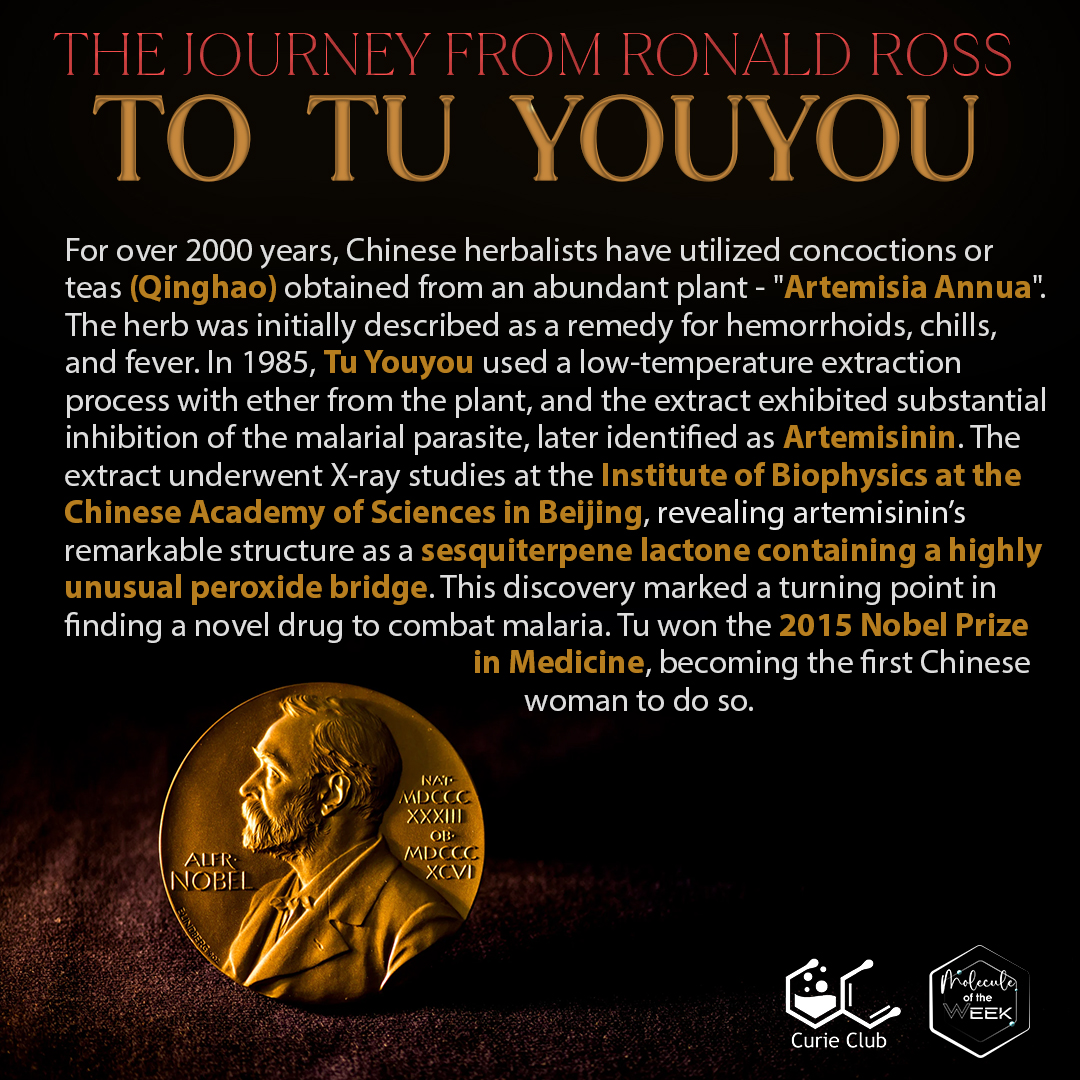 THE JOURNEY FROM RONALD ROSS
TO TU YOUYOU
For over 2000 years, Chinese herbalists have utilized concoctions or
teas (Qinghao) obtained from an abundant plant - "Artemisia Annua".
The herb was initially described as a remedy for hemorrhoids, chills,
and fever. In 1985, Tu Youyou used a low-temperature extraction
process with ether from the plant, and the extract exhibited substantial
inhibition of the malarial parasite, later identified as Artemisinin. The
extract underwent X-ray studies at the Institute of Biophysics at the
Chinese Academy of Sciences in Beijing, revealing artemisinin’s
remarkable structure as a sesquiterpene lactone containing a highly
unusual peroxide bridge. This discovery marked a turning point in
finding a novel drug to combat malaria. Tu won the 2015 Nobel Prize
in Medicine, becoming the first Chinese
woman to do so.
ALFR·
NOBEL
NAT·
MDCCC
XXXIII
OB·
MDCCC
XCVI
Curie Club
Molecule
of the
WEEK